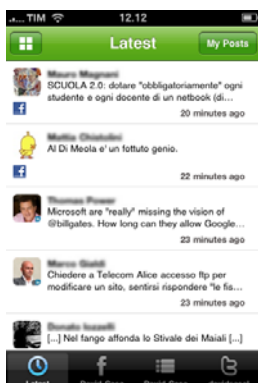 TIM 12.12
Latest My Posts
SCUOLA 2.0: dotare "obbligatoriamente" ogni
studente e ogni docente di un netbook (di...
20 minutes ago
Al Di Meola e' un fottuto genio.
22 minutes ago
Microsoft are "really" missing the vision of
@billgates. How long can they allow Google...
23 minutes ago
Chiedere a Telecom Alice accesso ftp per
modificare un sito, sentirsi rispondere "le fis...
23 minutes ago
[...] Nel fango affonda lo Stivale dei Maiali [...]
Latest